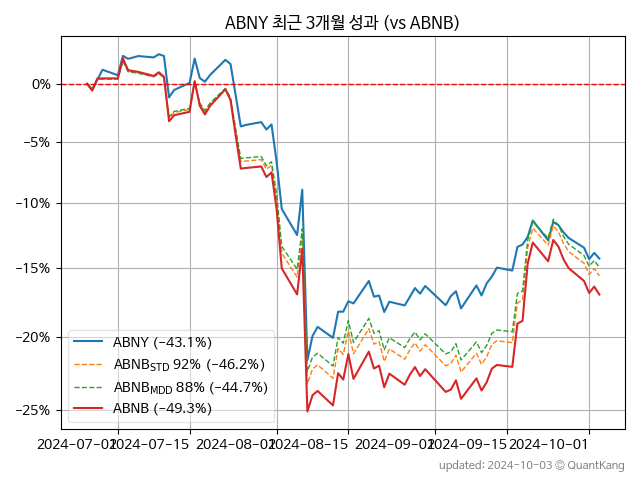 ABNY 최근 3개월 성과 (vs ABNB)
0%
−5%
−10%
−15%
−20%
−25%
ABNY (−43.1%)
ABNBSTD 92% (−46.2%)
ABNBMDD 88% (−44.7%)
ABNB (−49.3%)
2024-07-01
2024-07-15
2024-08-01
2024-08-15
2024-09-01
2024-09-15
2024-10-01
updated: 2024-10-03 © QuantKang